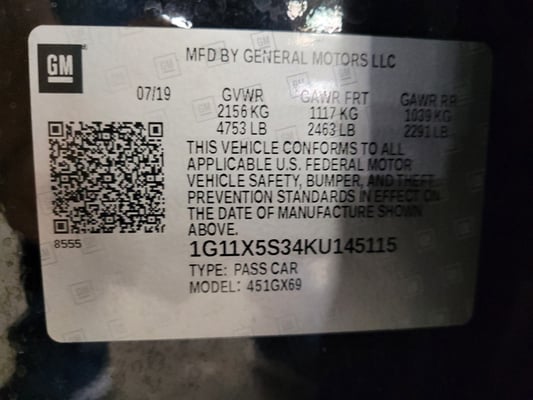 GM
MFD BY GENERAL MOTORS LLC
07/19 GVWR GAWR FRT GAWR RR
2156 KG 1117 KG 1039 KG
4753 LB 2463 LB 2291 LB
THIS VEHICLE CONFORMS TO ALL
APPLICABLE U.S. FEDERAL MOTOR
VEHICLE SAFETY, BUMPER, AND THEFT
PREVENTION STANDARDS IN EFFECT ON
THE DATE OF MANUFACTURE SHOWN
ABOVE.
8555
1G11X5S34KU145115
TYPE: PASS CAR
MODEL: 451GX69